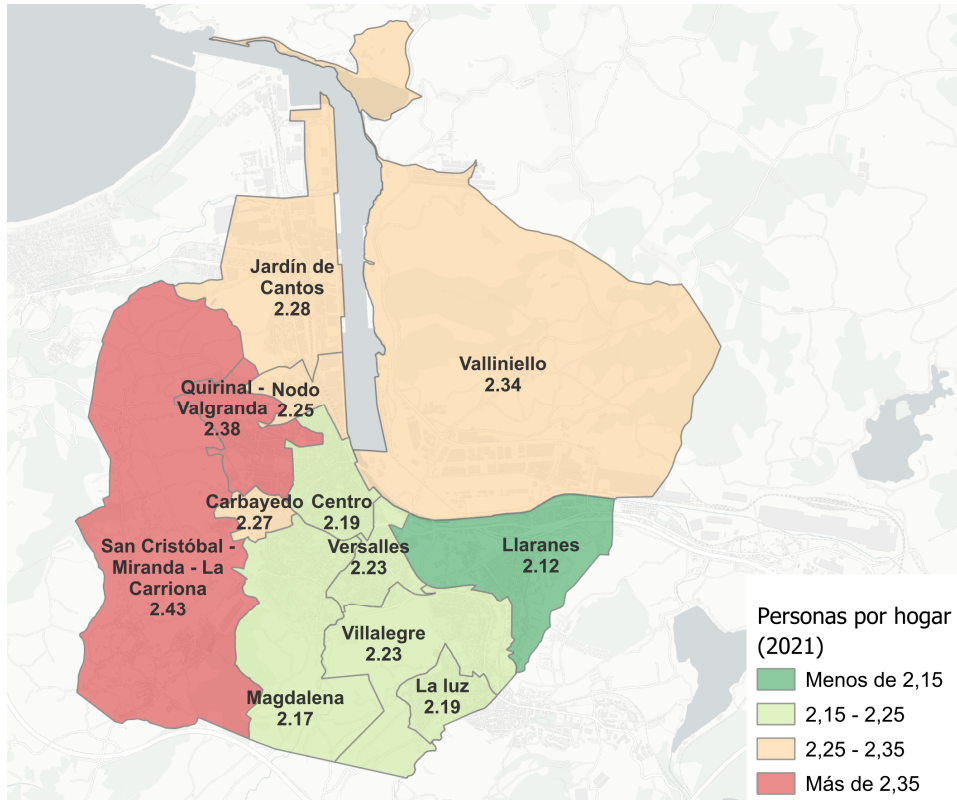 Jardín de
Cantos
2.28
Valliniello
2.34
Quirinal -
Valgranda
2.38
Nodo
2.25
Carbayedo
2.27
Centro
2.19
San Cristóbal -
Miranda - La
Carriona
2.43
Versalles
2.23
Llaranes
2.12
Villalegre
2.23
La luz
2.19
Magdalena
2.17
Personas por hogar
(2021)
Menos de 2,15
2,15 - 2,25
2,25 - 2,35
Más de 2,35